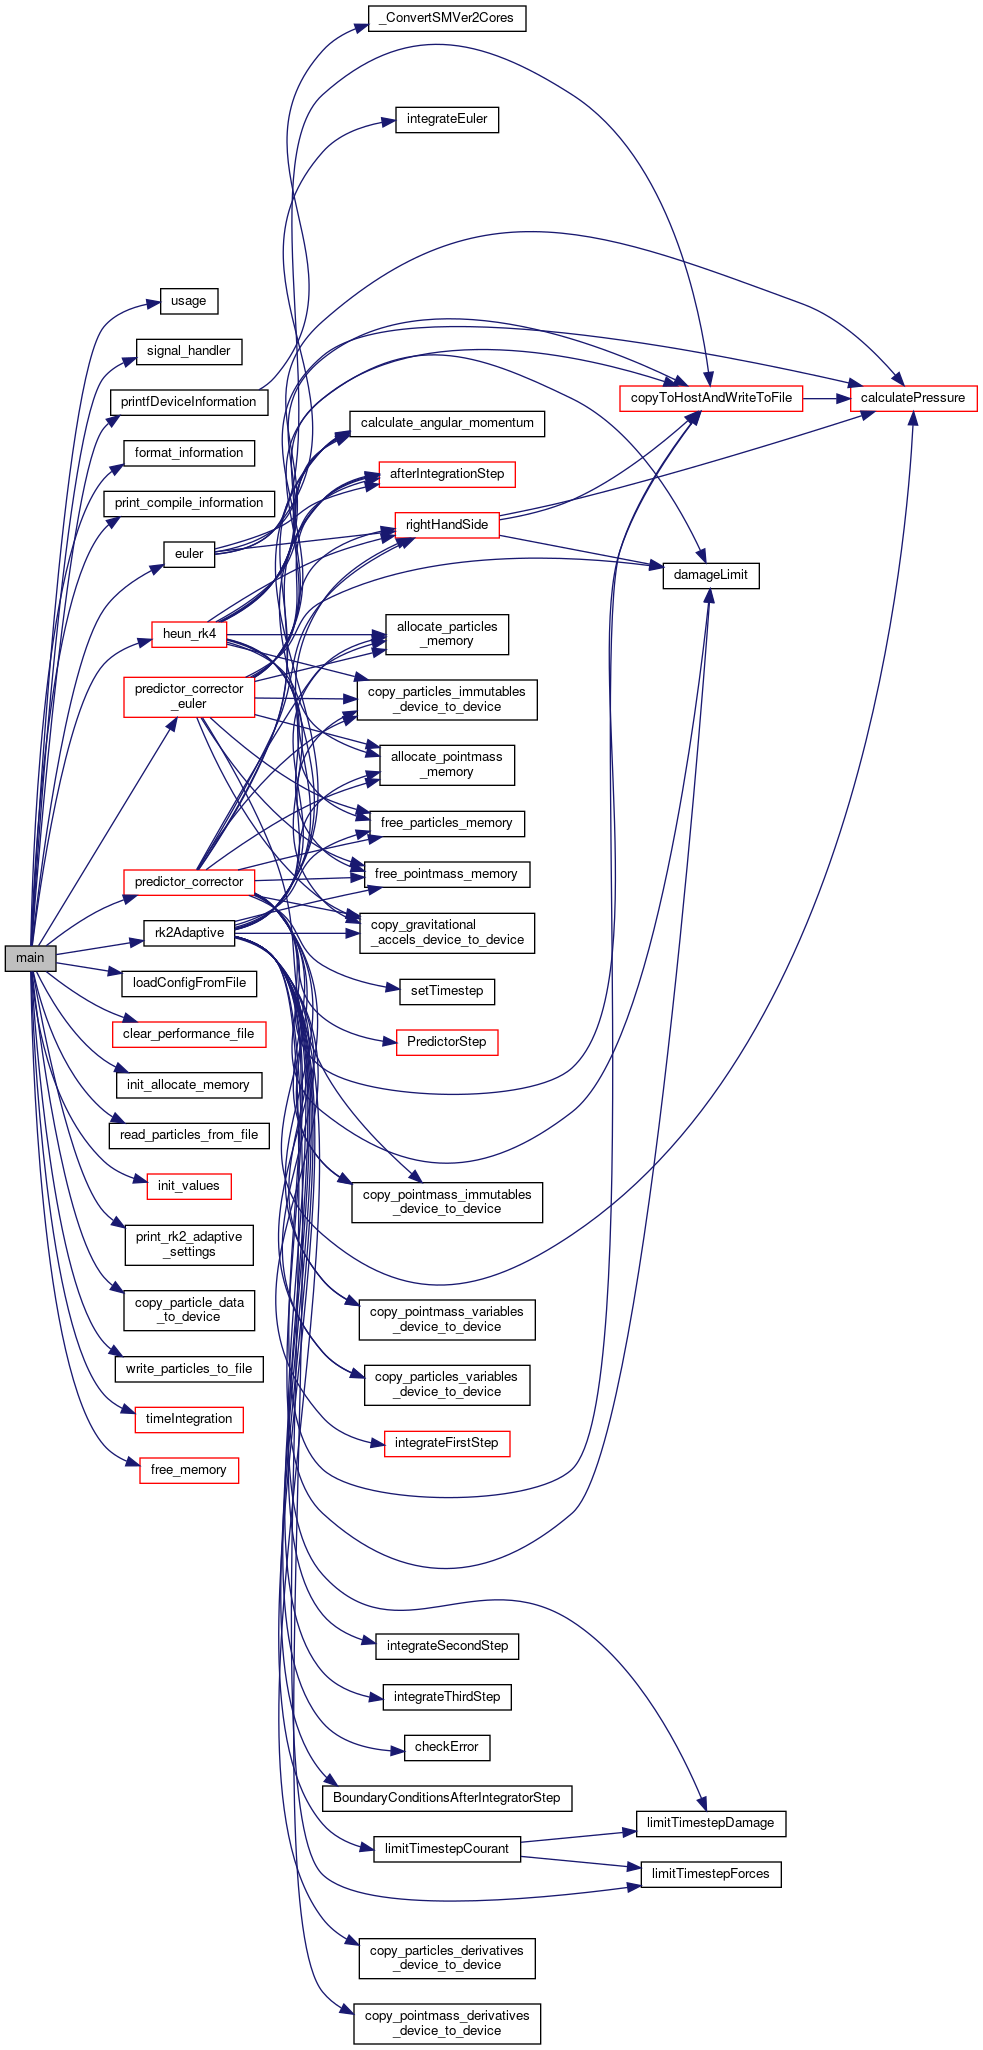 main
usage
signal_handler
printfDeviceInformation
format_information
print_compile_information
euler
heun_rk4
predictor_corrector
_euler
predictor_corrector
rk2Adaptive
loadConfigFromFile
clear_performance_file
init_allocate_memory
read_particles_from_file
init_values
print_rk2_adaptive
_settings
copy_particle_data
_to_device
write_particles_to_file
timeIntegration
free_memory
_ConvertSMVer2Cores
integrateEuler
calculate_angular_momentum
afterIntegrationStep
rightHandSide
allocate_particles
_memory
copy_particles_immutables
_device_to_device
allocate_pointmass
_memory
free_particles_memory
free_pointmass_memory
copy_gravitational
_accels_device_to_device
setTimestep
PredictorStep
copy_pointmass_immutables
_device_to_device
copy_pointmass_variables
_device_to_device
copy_particles_variables
_device_to_device
integrateFirstStep
integrateSecondStep
integrateThirdStep
checkError
BoundaryConditionsAfterIntegratorStep
limitTimestepCourant
copy_particles_derivatives
_device_to_device
copy_pointmass_derivatives
_device_to_device
copyToHostAndWriteToFile
damageLimit
limitTimestepDamage
limitTimestepForces
calculatePressure